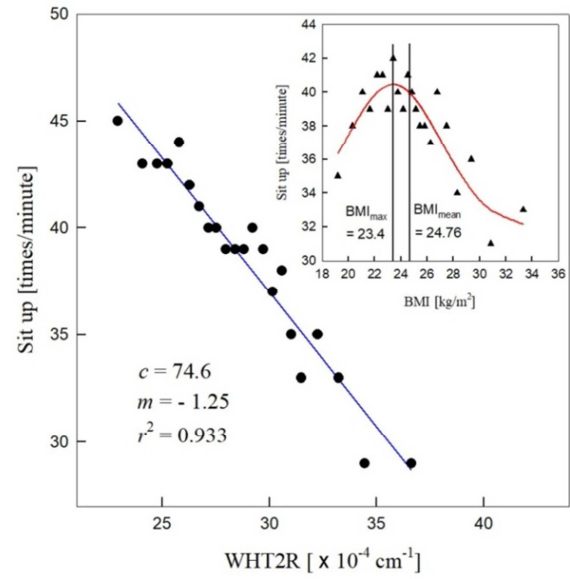 50
45
40
35
30
Sit up [times/minute]
c = 74.6
m = - 1.25
r² = 0.933
25 30 35 40
WHT2R [ x 10⁻⁴ cm⁻¹]
44
42
40
38
36
34
32
30
Sit up [times/minute]
BMImax
= 23.4
BMImean
= 24.76
18 20 22 24 26 28 30 32 34 36
BMI [kg/m²]